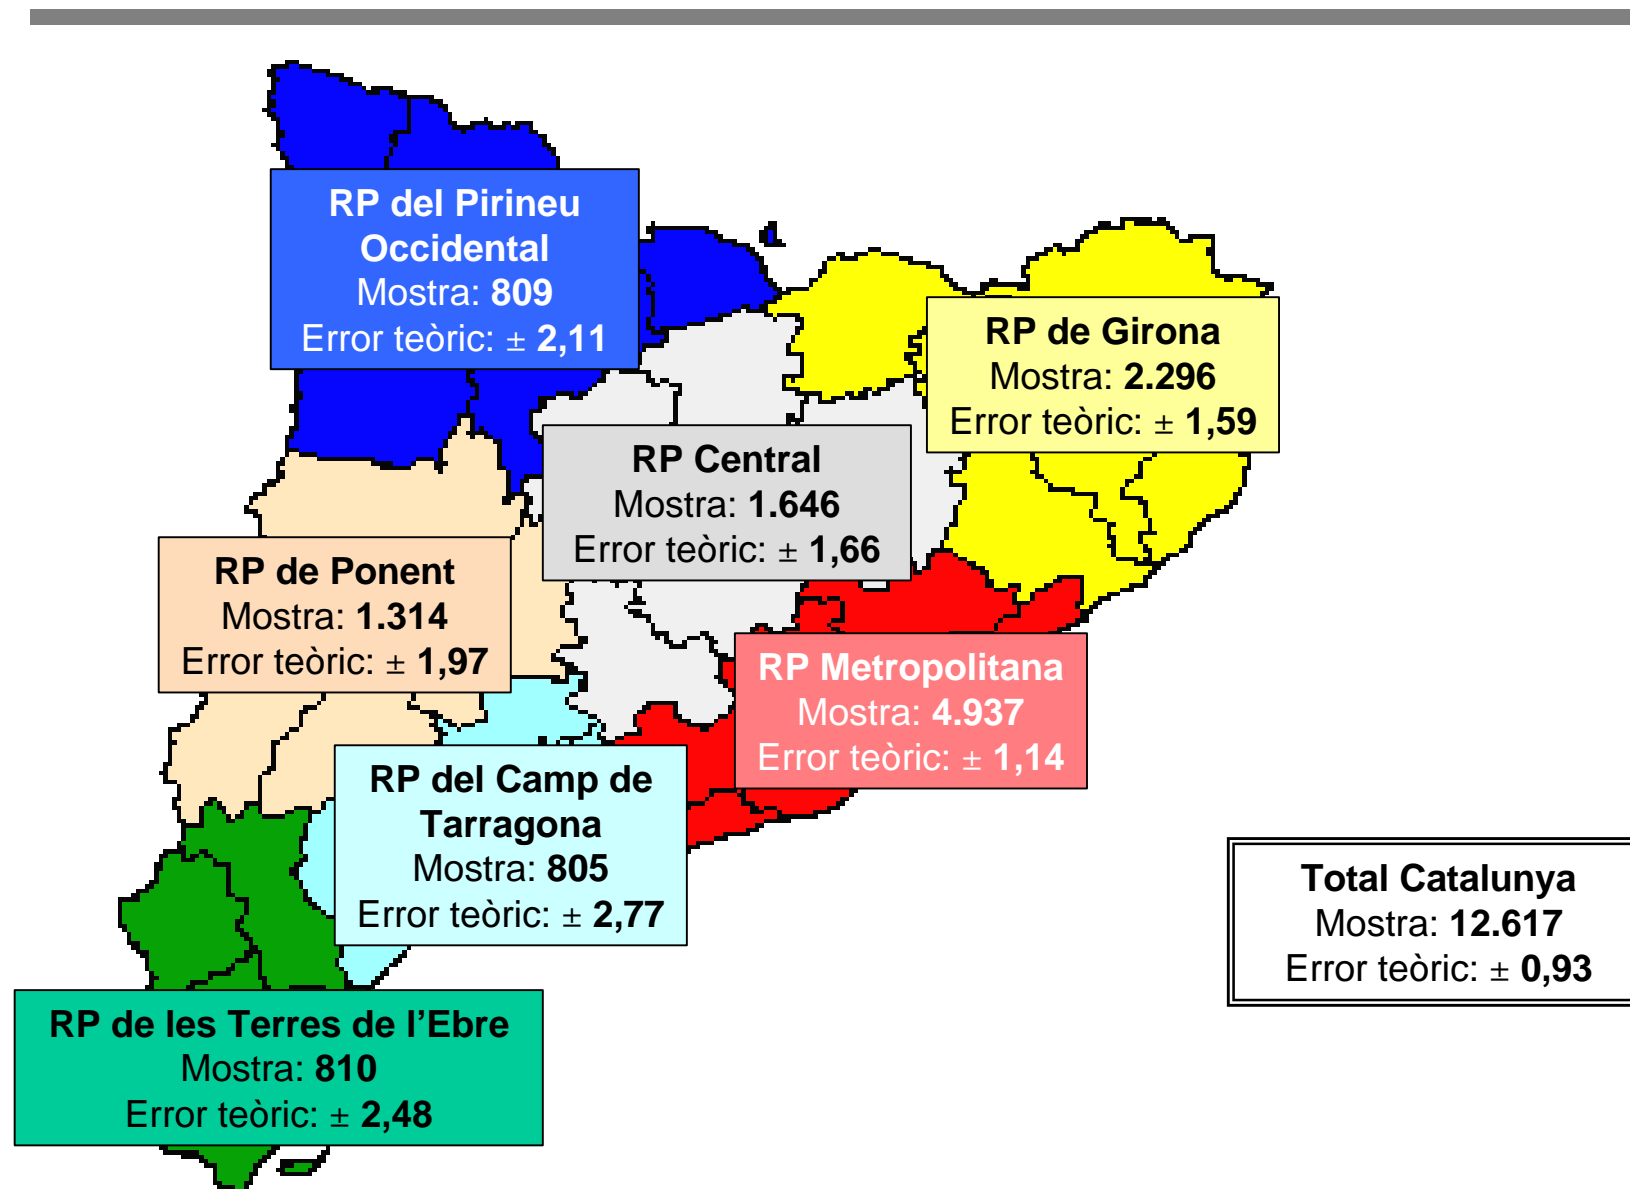 RP del Pirineu
Occidental
Mostra: 809
Error teòric: ± 2,11
RP de Girona
Mostra: 2.296
Error teòric: ± 1,59
RP Central
Mostra: 1.646
Error teòric: ± 1,66
RP de Ponent
Mostra: 1.314
Error teòric: ± 1,97
RP Metropolitana
Mostra: 4.937
Error teòric: ± 1,14
RP del Camp de
Tarragona
Mostra: 805
Error teòric: ± 2,77
Total Catalunya
Mostra: 12.617
Error teòric: ± 0,93
RP de les Terres de l’Ebre
Mostra: 810
Error teòric: ± 2,48